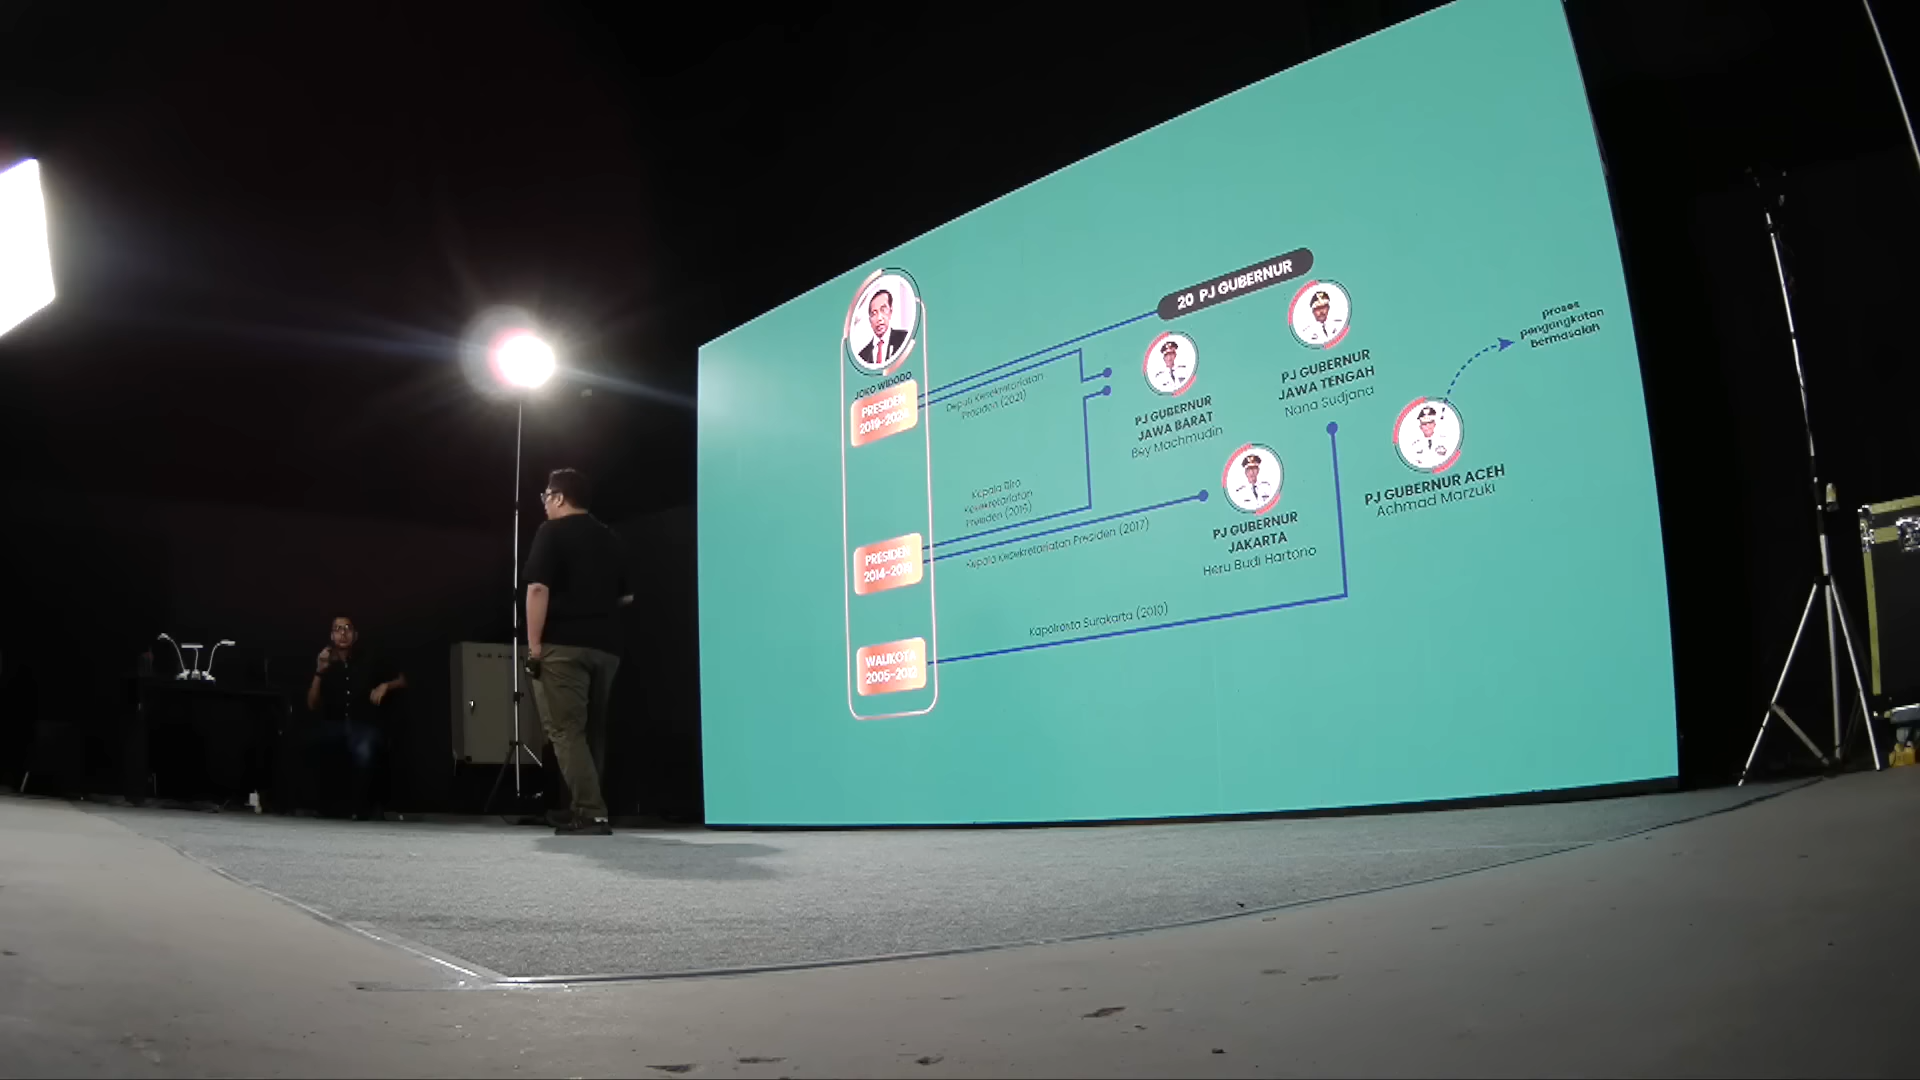 JOKO WIDODO
PRESIDEN
2019-2024
20 PJ GUBERNUR
Deputi Kesekretariatan
Presiden (2021)
PJ GUBERNUR
JAWA BARAT
Bey Machmudin
PJ GUBERNUR
JAWA TENGAH
Nana Sudjana
proses
pengangkatan
bermasalah
PJ GUBERNUR ACEH
Achmad Marzuki
Kepala Biro
Kesekretariatan
Presiden (2016)
PRESIDEN
2014-2019
Kepala Kesekretariatan Presiden (2017)
PJ GUBERNUR
JAKARTA
Heru Budi Hartono
WALIKOTA
2005-2012
Kapolresta Surakarta (2010)